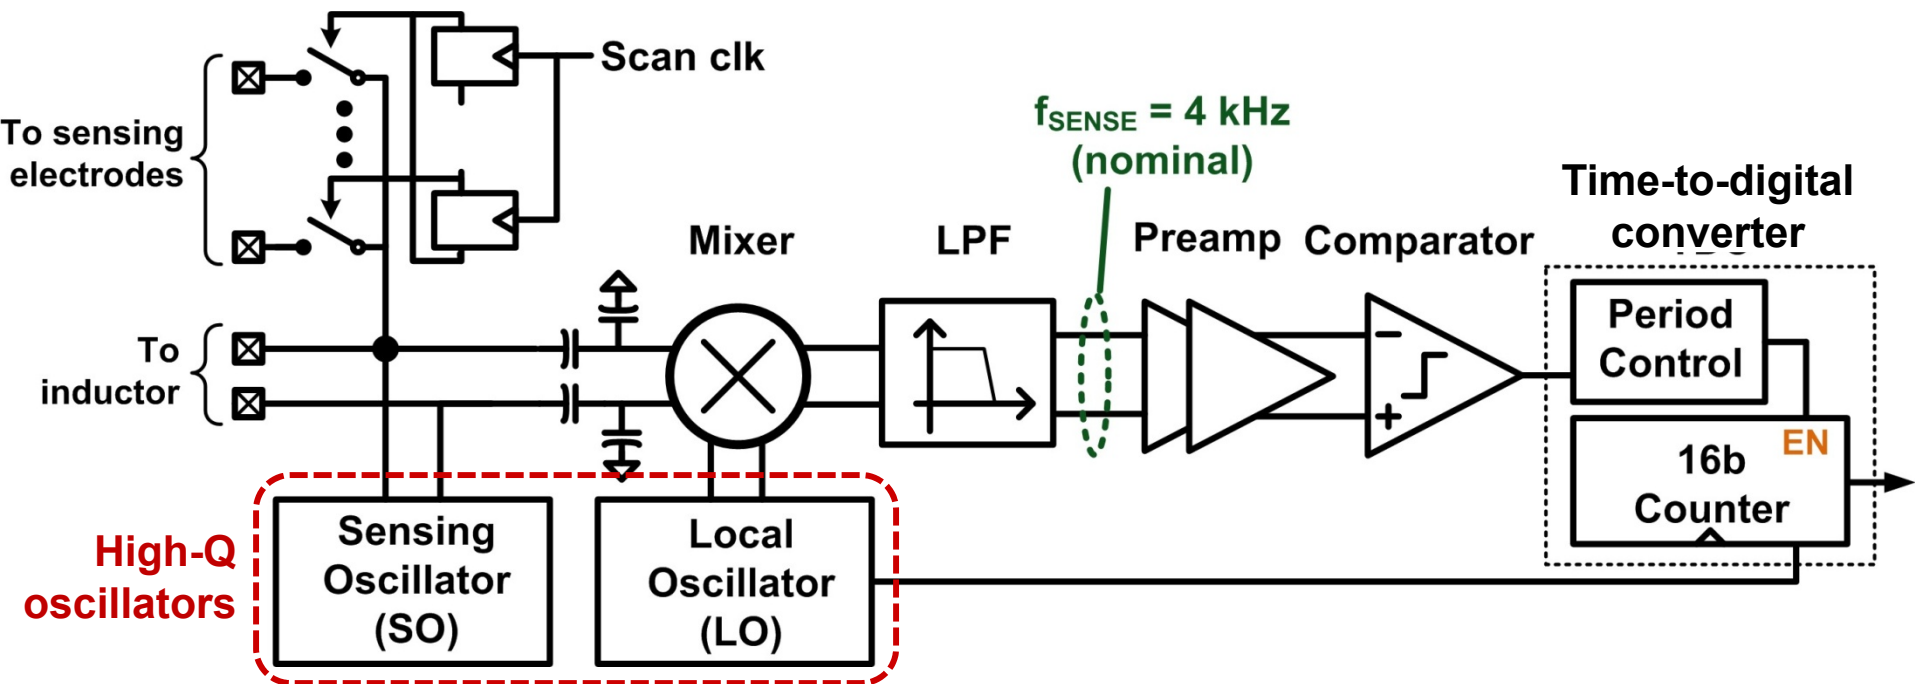 Scan clk
To sensing
electrodes
fSENSE = 4 kHz
(nominal)
Time-to-digital
converter
Mixer
LPF
Preamp
Comparator
To
inductor
Period
Control
EN
16b
Counter
−
+
High-Q
oscillators
Sensing
Oscillator
(SO)
Local
Oscillator
(LO)